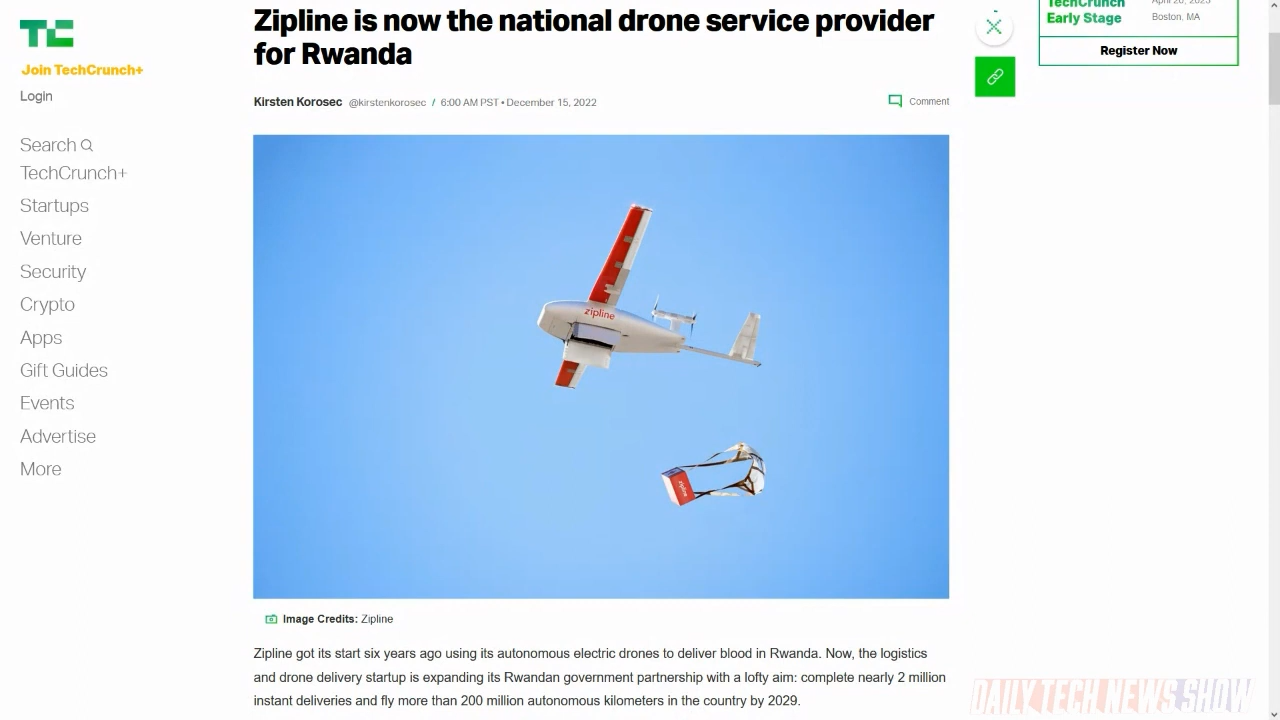 TechCrunch
Early Stage
April 20, 2023
Boston, MA
Register Now
TC
Join TechCrunch+
Login
Search
TechCrunch+
Startups
Venture
Security
Crypto
Apps
Gift Guides
Events
Advertise
More
Zipline is now the national drone service provider
for Rwanda
Kirsten Korosec @kirstenkorosec / 6:00 AM PST • December 15, 2022
Comment
zipline
zipline
Image Credits: Zipline
Zipline got its start six years ago using its autonomous electric drones to deliver blood in Rwanda. Now, the logistics
and drone delivery startup is expanding its Rwandan government partnership with a lofty aim: complete nearly 2 million
instant deliveries and fly more than 200 million autonomous kilometers in the country by 2029.
DAILY TECH NEWS SHOW